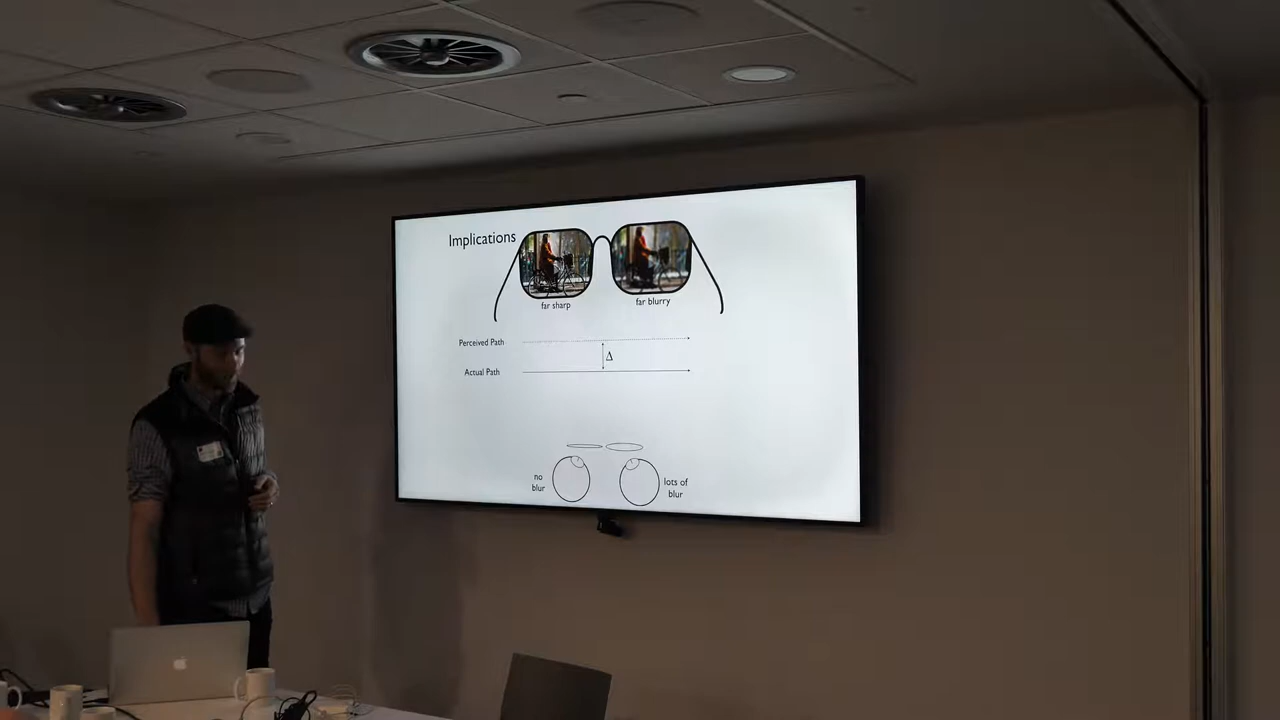 Implications
far sharp
far blurry
Perceived Path
Δ
Actual Path
no
blur
lots of
blur